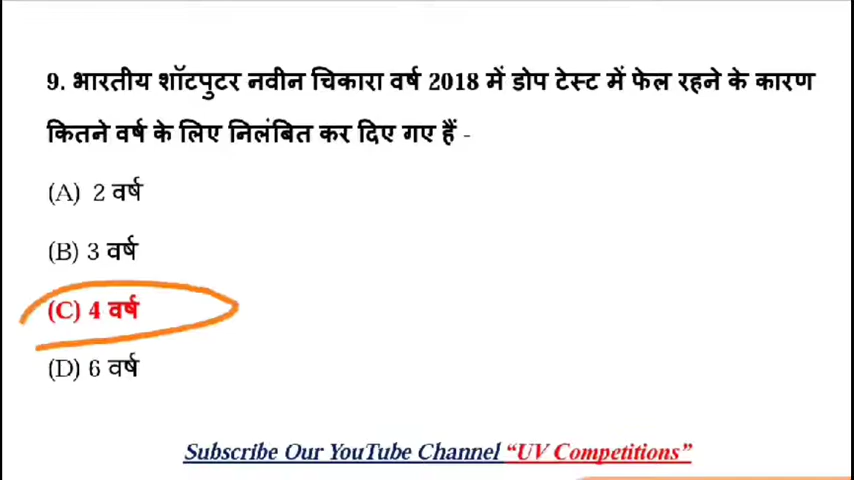 9. भारतीय शॉटपुटर नवीन चिकारा वर्ष 2018 में डोप टेस्ट में फेल रहने के कारण
कितने वर्ष के लिए निलंबित कर दिए गए हैं -
(A) 2 वर्ष
(B) 3 वर्ष
(C) 4 वर्ष
(D) 6 वर्ष
Subscribe Our YouTube Channel “UV Competitions”